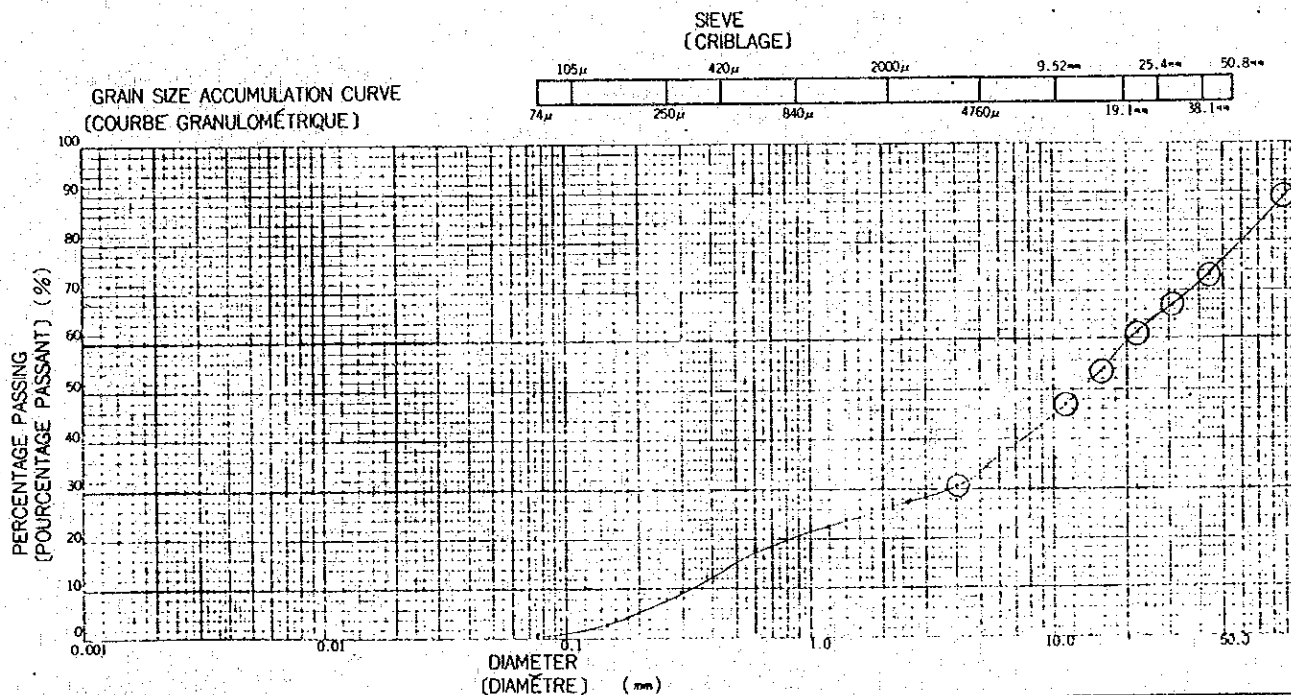 SIEVE
(CRIBLAGE)
105μ 420μ 2000μ 9.52mm 25.4mm 50.8mm
74μ 250μ 840μ 4760μ 19.1mm 38.1mm
GRAIN SIZE ACCUMULATION CURVE
(COURBE GRANULOMÉTRIQUE)
100
90
80
70
60
50
40
30
20
10
0
PERCENTAGE PASSING (%)
(POURCENTAGE PASSANT)
0.001 0.01 0.1 1.0 10.0 50.0
DIAMETER
(DIAMÈTRE) (mm)